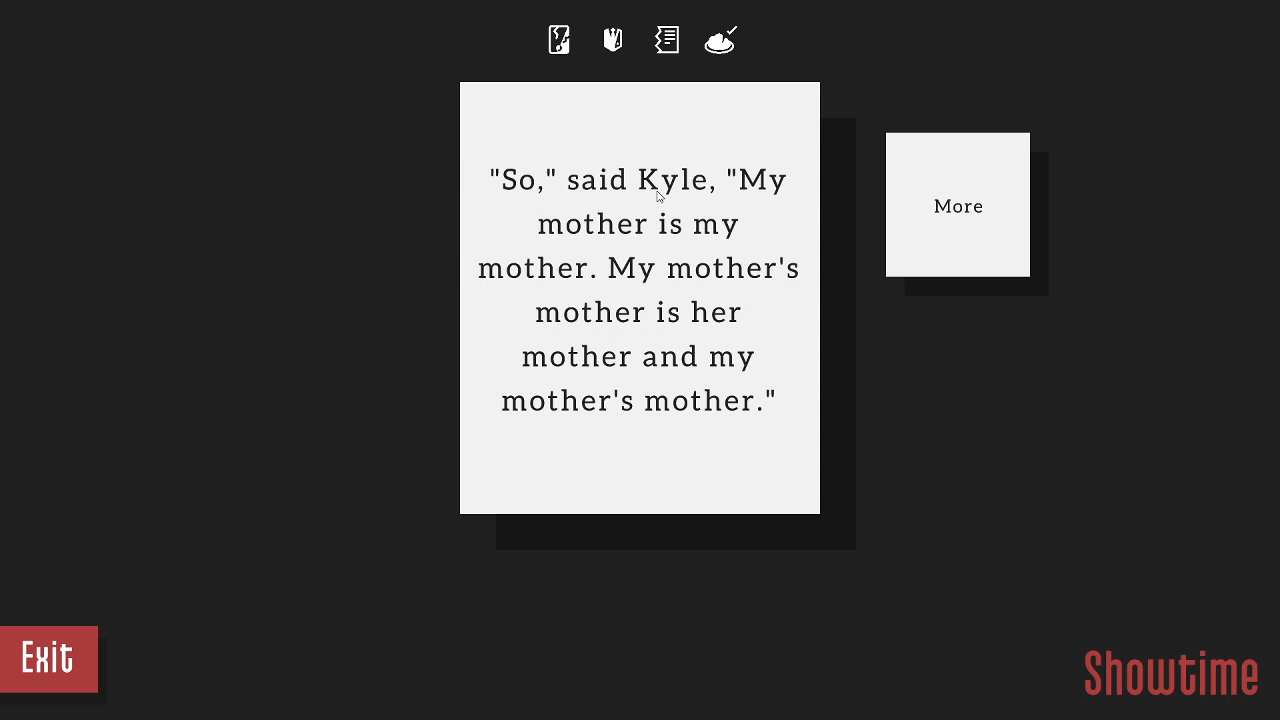 "So," said Kyle, "My
mother is my
mother. My mother's
mother is her
mother and my
mother's mother."
More
Exit
Showtime